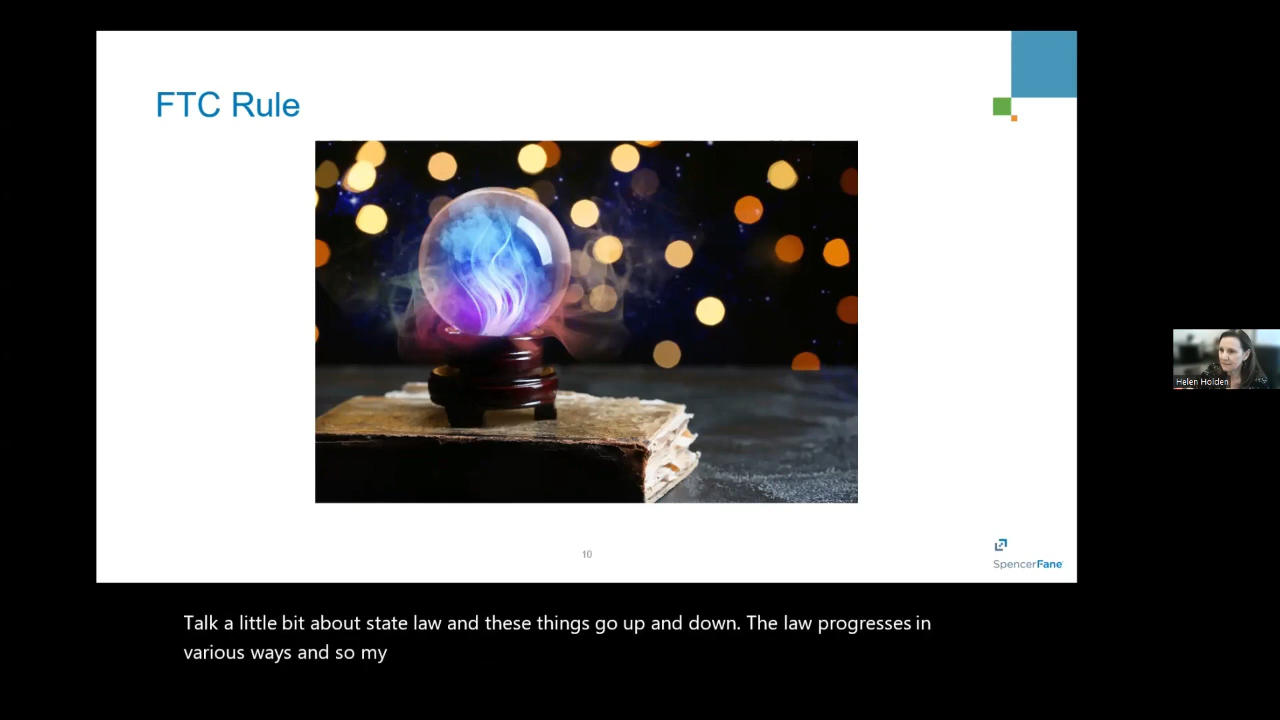 FTC Rule
Helen Holden
10
SpencerFane
Talk a little bit about state law and these things go up and down. The law progresses in
various ways and so my